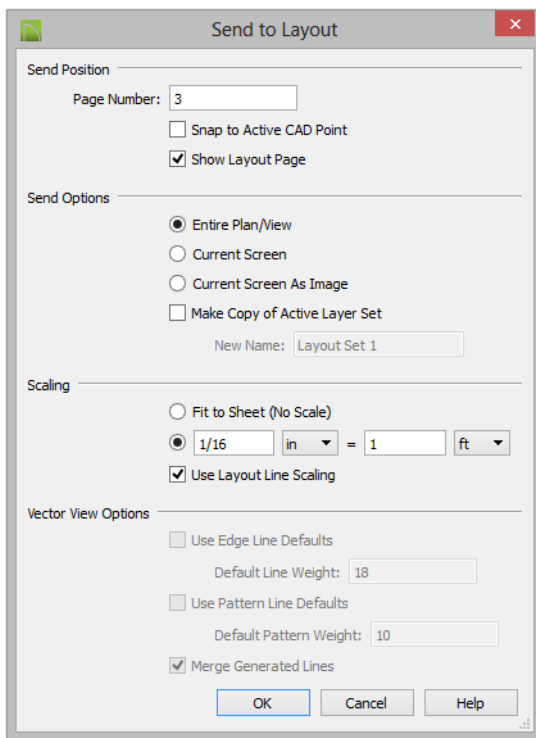 Send to Layout
Send Position
Page Number: 3
Snap to Active CAD Point
Show Layout Page
Send Options
Entire Plan/View
Current Screen
Current Screen As Image
Make Copy of Active Layer Set
New Name: Layout Set 1
Scaling
Fit to Sheet (No Scale)
1/16 in = 1 ft
Use Layout Line Scaling
Vector View Options
Use Edge Line Defaults
Default Line Weight: 18
Use Pattern Line Defaults
Default Pattern Weight: 10
Merge Generated Lines
OK Cancel Help